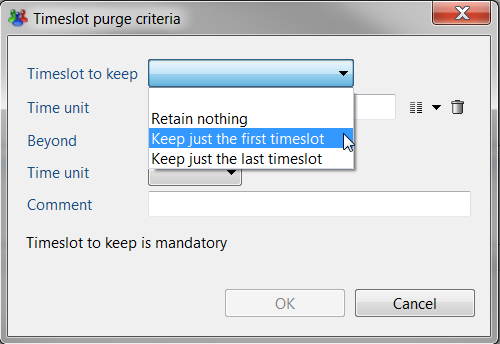 Timeslot purge criteria
Timeslot to keep
Time unit
Retain nothing
Beyond
Keep just the first timeslot
Keep just the last timeslot
Time unit
Comment
Timeslot to keep is mandatory
OK
Cancel